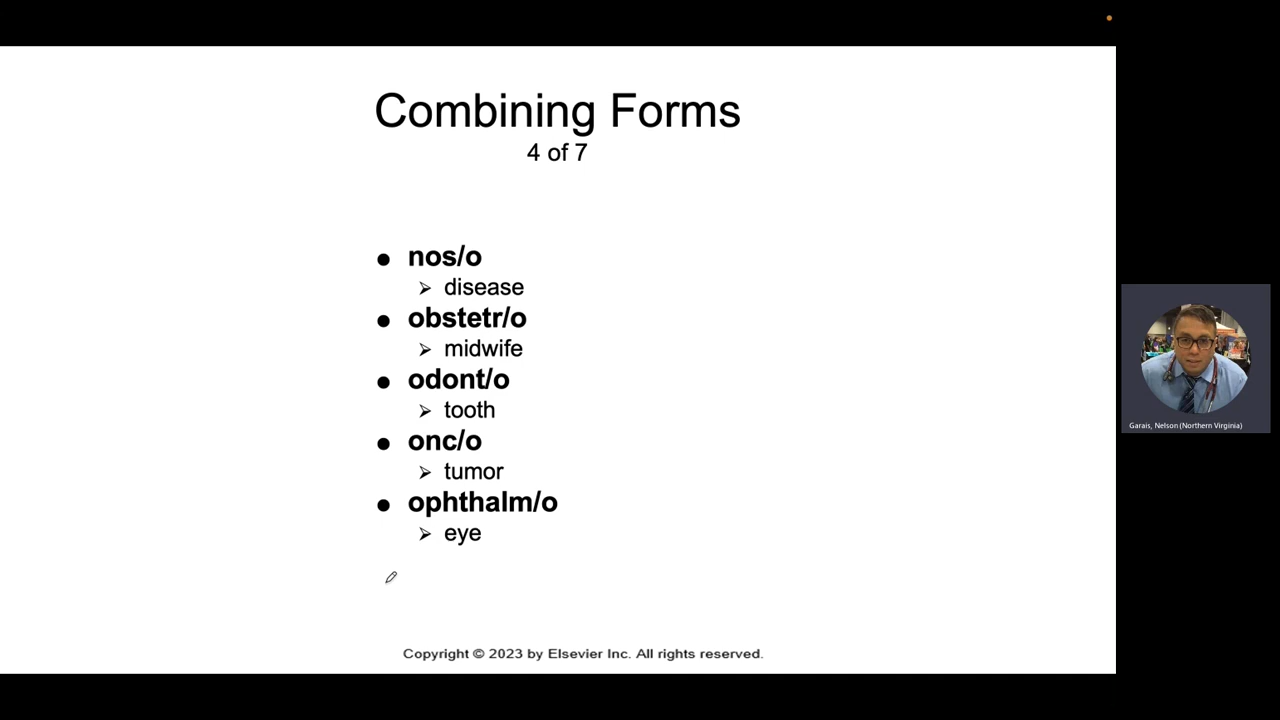 Combining Forms
4 of 7
nos/o
disease
obstetr/o
midwife
odont/o
tooth
onc/o
tumor
ophthalm/o
eye
Copyright © 2023 by Elsevier Inc. All rights reserved.
Garais, Nelson (Northern Virginia)